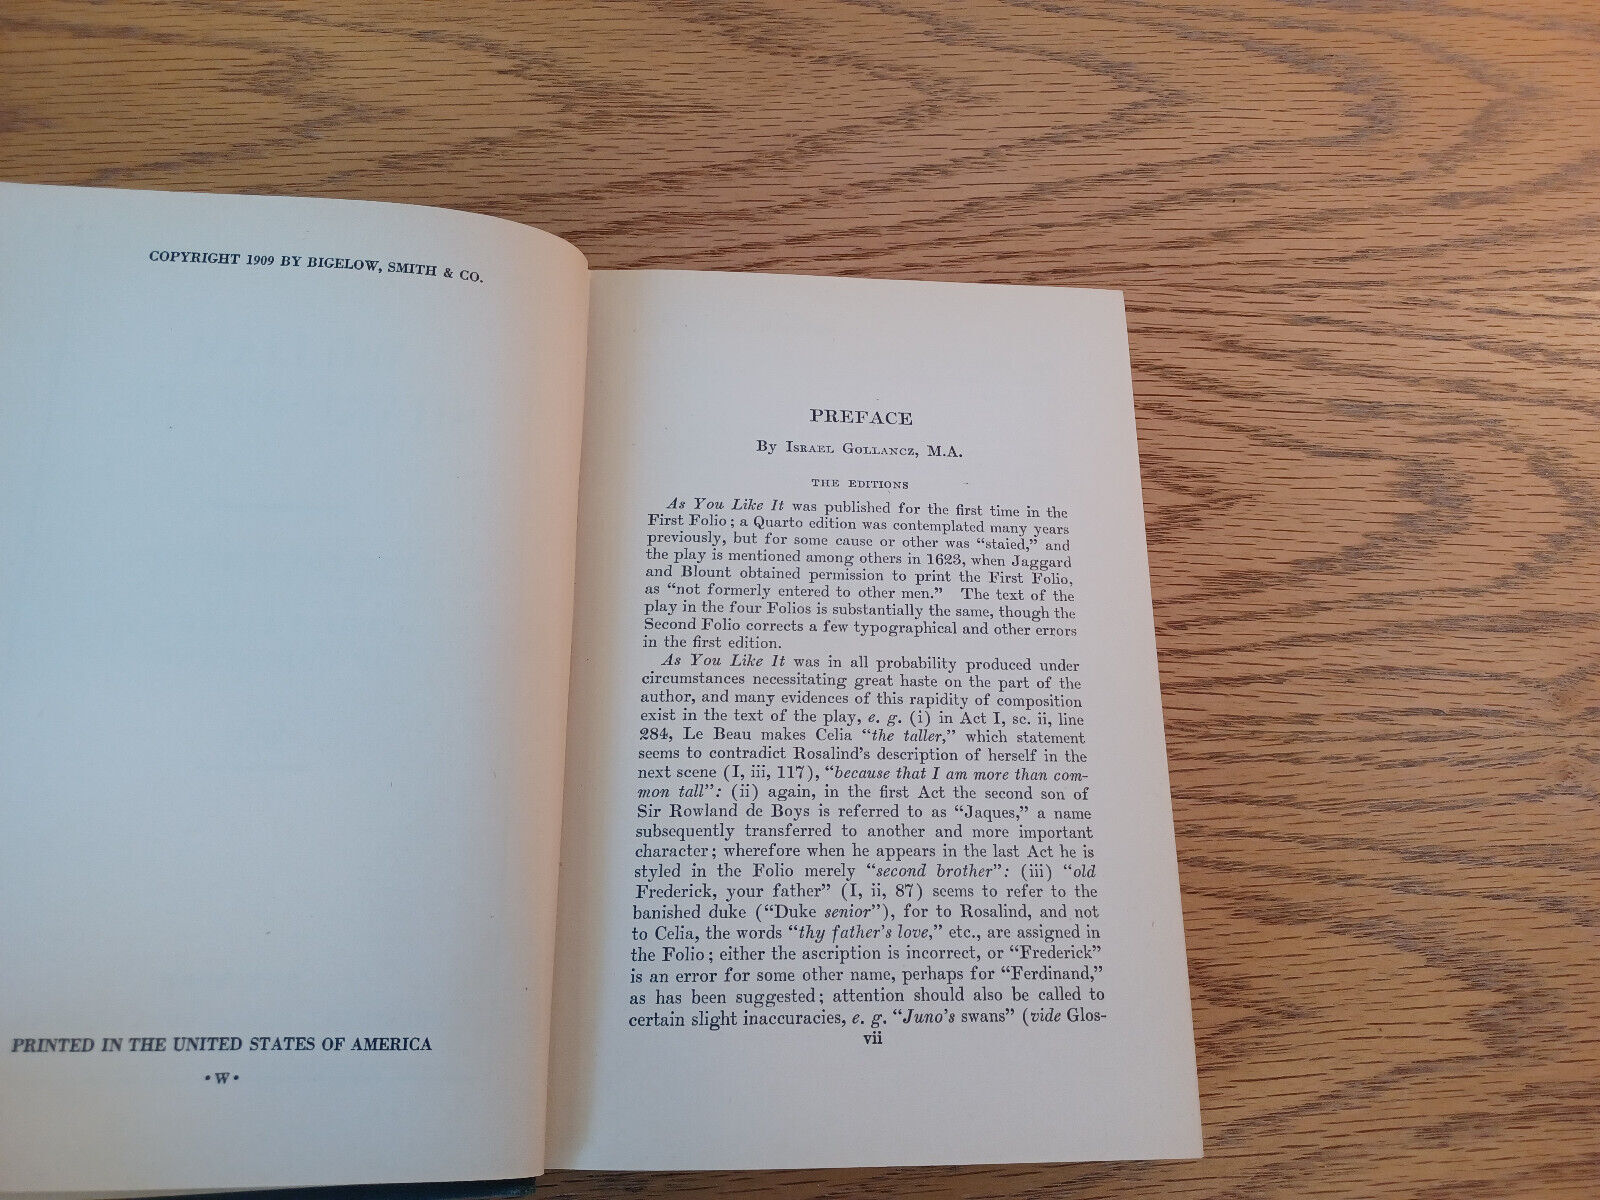 COPYRIGHT 1909 BY BIGELOW, SMITH & CO.
PRINTED IN THE UNITED STATES OF AMERICA
• W •
PREFACE
By Israel Gollancz, M.A.
THE EDITIONS
As You Like It was published for the first time in the
First Folio; a Quarto edition was contemplated many years
previously, but for some cause or other was “staied,” and
the play is mentioned among others in 1623, when Jaggard
and Blount obtained permission to print the First Folio,
as “not formerly entered to other men.” The text of the
play in the four Folios is substantially the same, though the
Second Folio corrects a few typographical and other errors
in the first edition.
As You Like It was in all probability produced under
circumstances necessitating great haste on the part of the
author, and many evidences of this rapidity of composition
exist in the text of the play, e. g. (i) in Act I, sc. ii, line
284, Le Beau makes Celia “the taller,” which statement
seems to contradict Rosalind’s description of herself in the
next scene (I, iii, 117), “because that I am more than com-
mon tall”: (ii) again, in the first Act the second son of
Sir Rowland de Boys is referred to as “Jaques,” a name
subsequently transferred to another and more important
character; wherefore when he appears in the last Act he is
styled in the Folio merely “second brother”: (iii) “old
Frederick, your father” (I, ii, 87) seems to refer to the
banished duke (“Duke senior”), for to Rosalind, and not
to Celia, the words “thy father’s love,” etc., are assigned in
the Folio; either the ascription is incorrect, or “Frederick”
is an error for some other name, perhaps for “Ferdinand,”
as has been suggested; attention should also be called to
certain slight inaccuracies, e. g. “Juno’s swans” (vide Glos-
vii